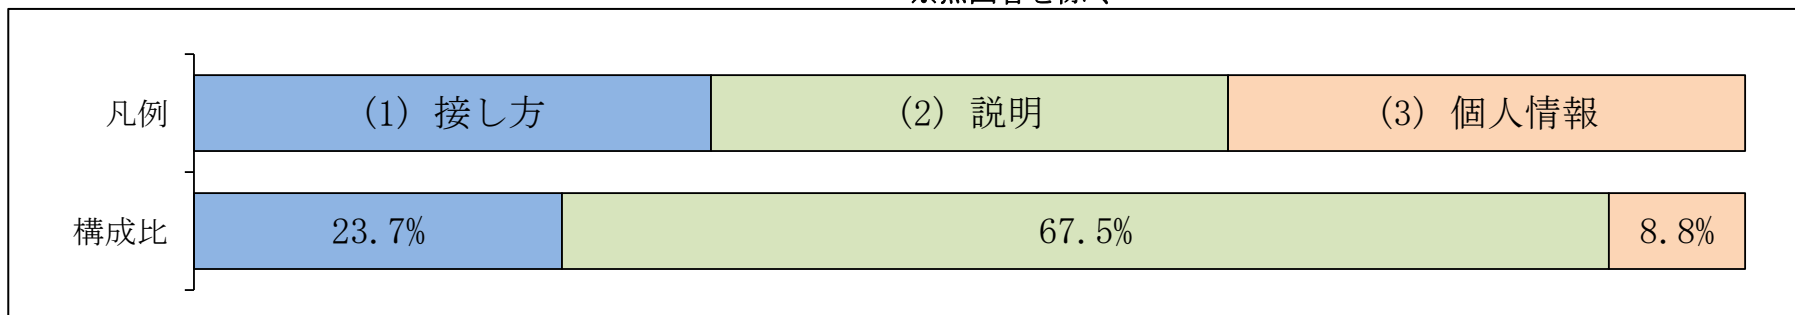 凡例 (1) 接し方 (2) 説明 (3) 個人情報
構成比 23.7% 67.5% 8.8%